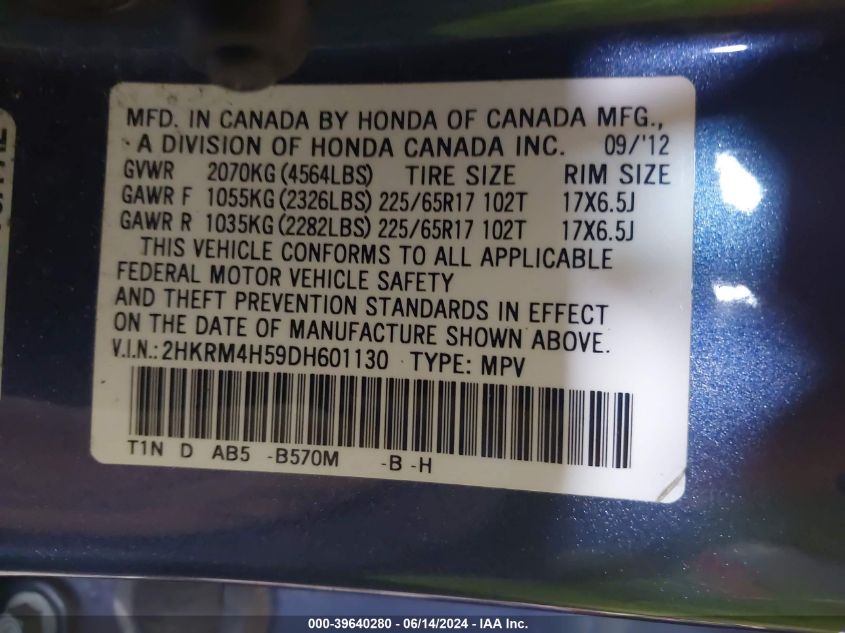 MFD. IN CANADA BY HONDA OF CANADA MFG.,
A DIVISION OF HONDA CANADA INC. 09/'12
GVWR 2070KG (4564LBS) TIRE SIZE RIM SIZE
GAWR F 1055KG (2326LBS) 225/65R17 102T 17X6.5J
GAWR R 1035KG (2282LBS) 225/65R17 102T 17X6.5J
THIS VEHICLE CONFORMS TO ALL APPLICABLE
FEDERAL MOTOR VEHICLE SAFETY
AND THEFT PREVENTION STANDARDS IN EFFECT
ON THE DATE OF MANUFACTURE SHOWN ABOVE.
V.I.N.: 2HKRM4H59DH601130 TYPE: MPV
T1N D AB5 -B570M -B -H
000-39640280 - 06/14/2024 - IAA Inc.